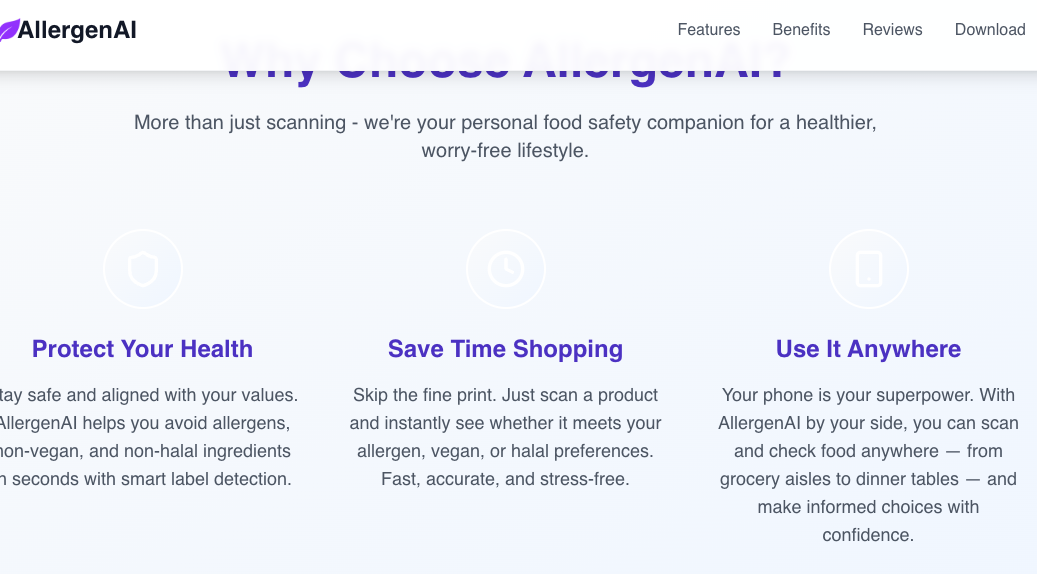 AllergenAI
Features
Benefits
Reviews
Download
Why Choose AllergenAI?
More than just scanning - we're your personal food safety companion for a healthier,
worry-free lifestyle.
Protect Your Health
tay safe and aligned with your values.
AllergenAI helps you avoid allergens,
non-vegan, and non-halal ingredients
n seconds with smart label detection.
Save Time Shopping
Skip the fine print. Just scan a product
and instantly see whether it meets your
allergen, vegan, or halal preferences.
Fast, accurate, and stress-free.
Use It Anywhere
Your phone is your superpower. With
AllergenAI by your side, you can scan
and check food anywhere — from
grocery aisles to dinner tables — and
make informed choices with
confidence.